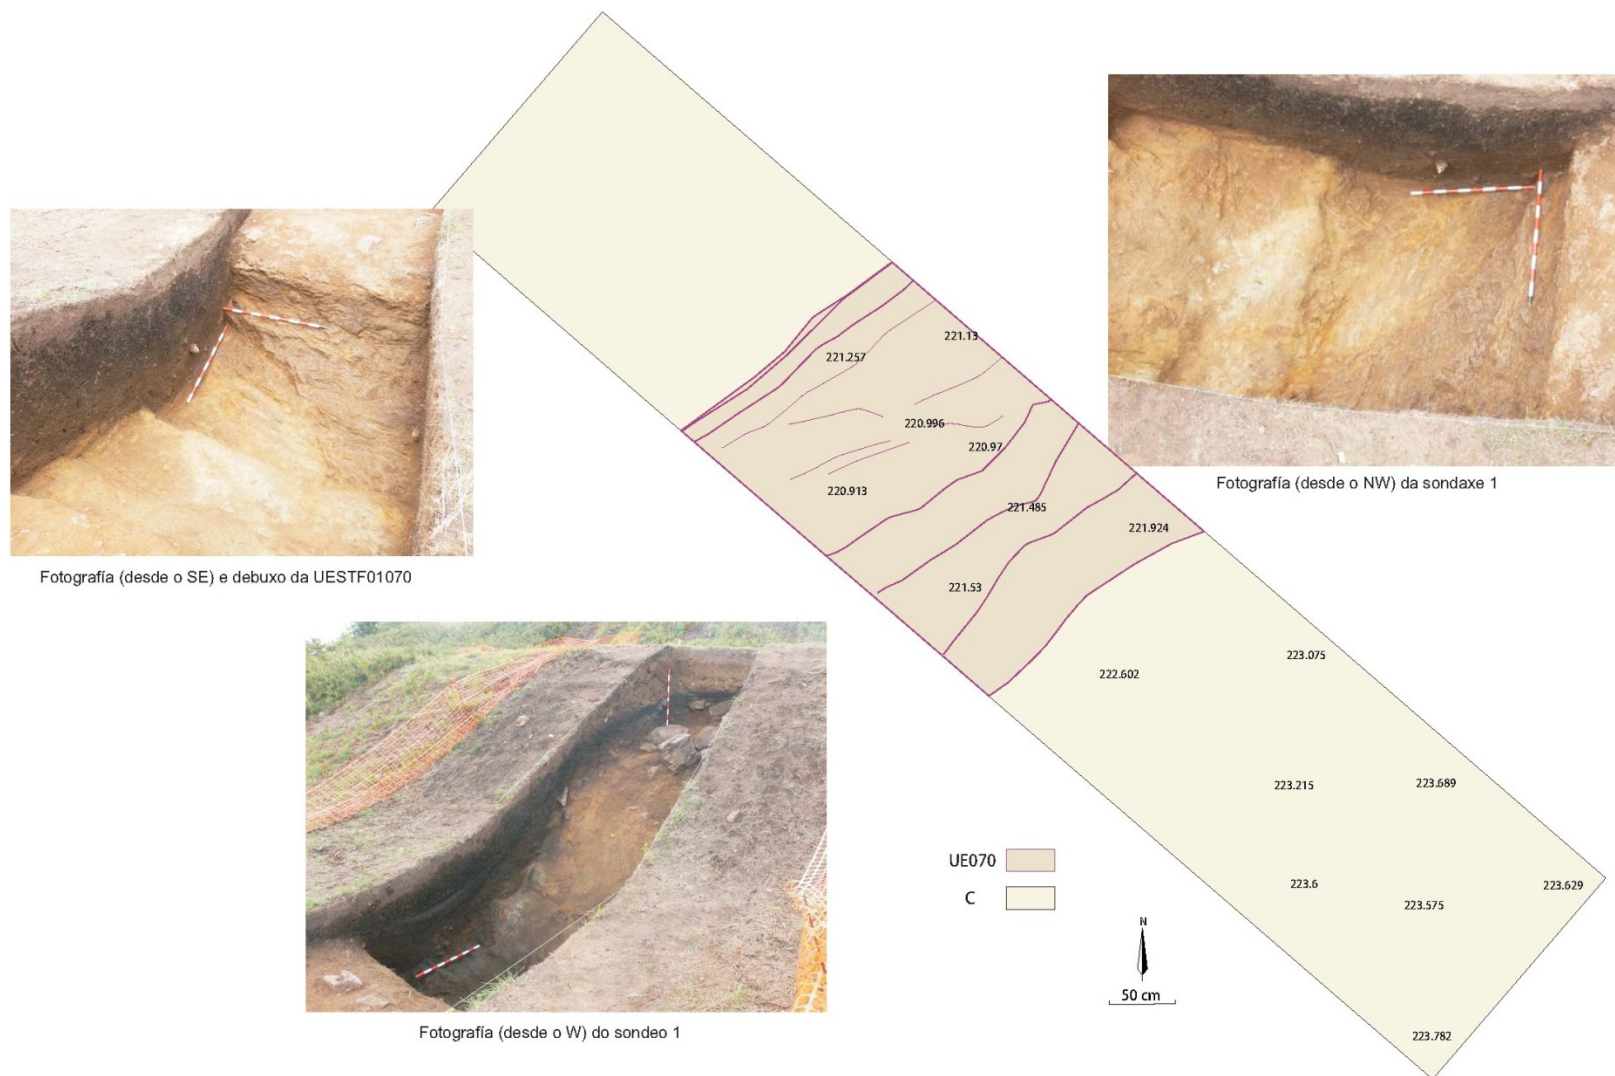 221.13
221.257
220.996
220.97
220.913
Fotografía (desde o NW) da sondaxe 1
221.485
221.924
Fotografía (desde o SE) e debuxo da UESTF01070
221.53
223.075
222.602
223.215
223.689
UE070
C
223.6
223.629
223.575
N
50 cm
Fotografía (desde o W) do sondeo 1
223.782